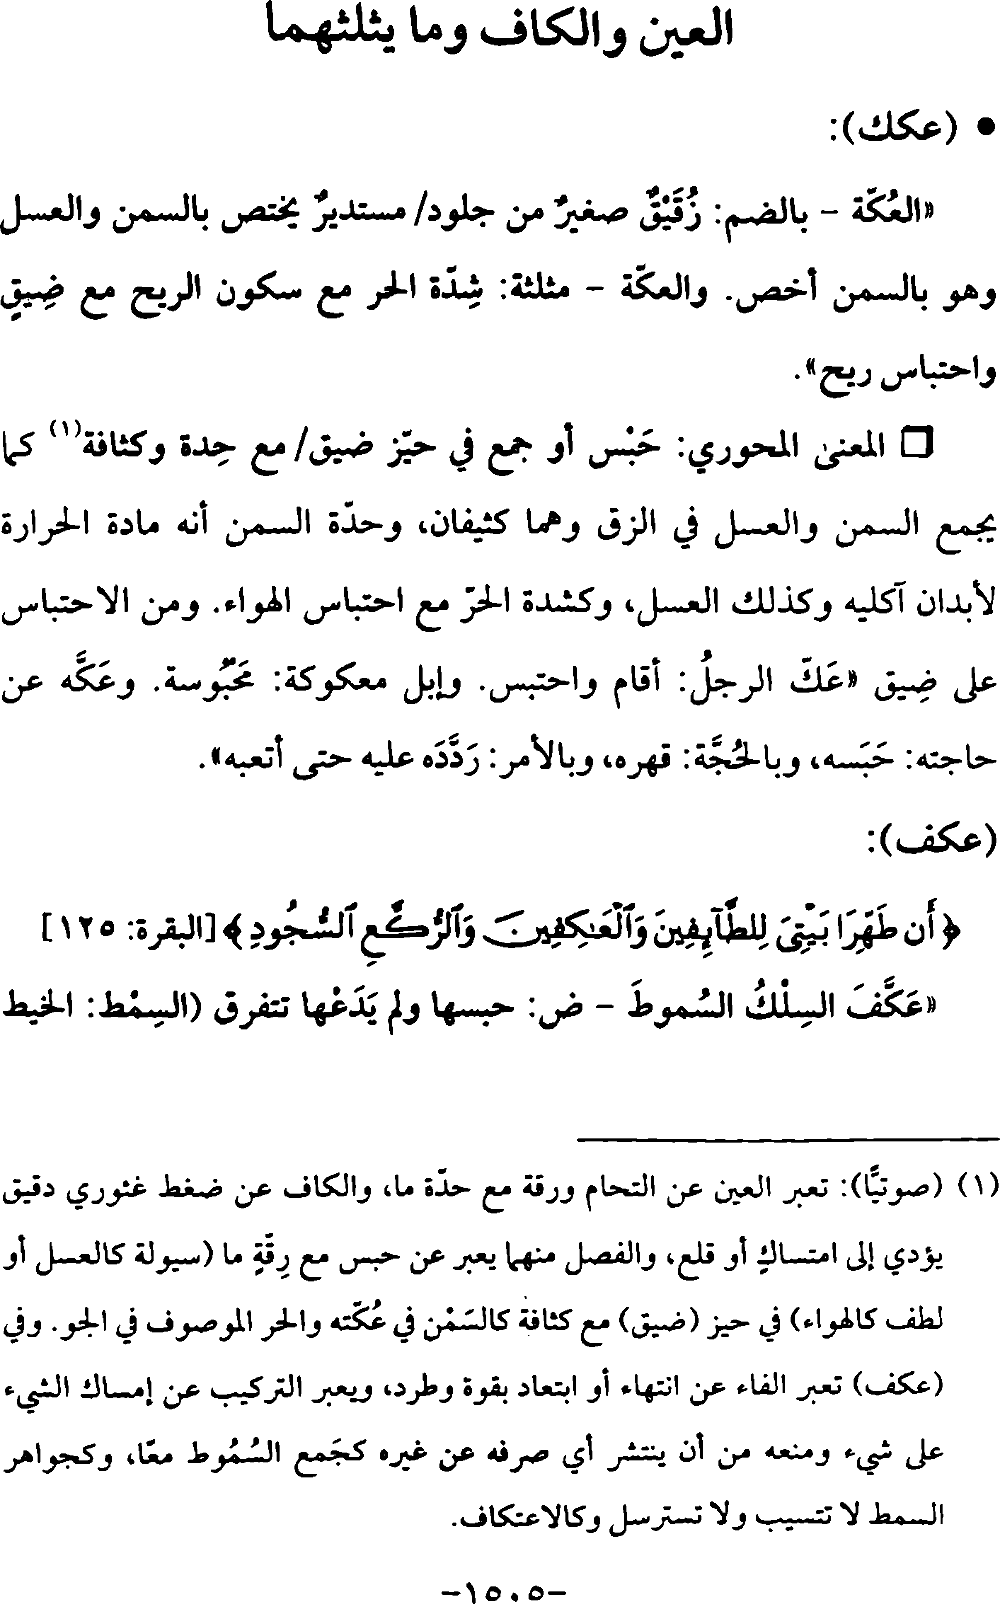 العين والكاف وما يثلثهما
• (عكك):
«العُكّة – بالضم: زُقَيْقٌ صغيرٌ من جلود/ مستديرٌ يختص بالسمن والعسل
وهو بالسمن أخص. والعكّة – مثلثة: شِدّة الحر مع سكون الريح مع ضِيقٍ
واحتباس ريح».
❏ المعنى المحوري: حَبْس أو جمع في حيّز ضيق/ مع حِدة وكثافة(١) كما
يجمع السمن والعسل في الزق وهما كثيفان، وحدّة السمن أنه مادة الحرارة
لأبدان آكليه وكذلك العسل، وكشدة الحرّ مع احتباس الهواء. ومن الاحتباس
على ضِيق «عَكّ الرجلُ: أقام واحتبس. وإبل معكوكة: مَحْبُوسة. وعَكَّه عن
حاجته: حَبَسه، وبالحُجَّة: قهره، وبالأمر: رَدَّدَه عليه حتى أتعبه».
(عكف):
﴿أَن طَهِّرَا بَيْتِىَ لِلطَّآئِفِينَ وَٱلْعَـٰكِفِينَ وَٱلرُّكَّعِ ٱلسُّجُودِ﴾ [البقرة: ١٢٥]
«عَكَّفَ السِلْكُ السُموطَ – ض: حبسها ولم يَدَعْها تتفرق (السِمْط: الخيط
(١) (صوتيًّا): تعبر العين عن التحام ورقة مع حدّة ما، والكاف عن ضغط غئوري دقيق
يؤدي إلى امتساكٍ أو قلع، والفصل منهما يعبر عن حبس مع رِقّةٍ ما (سيولة كالعسل أو
لطف كالهواء) في حيز (ضيق) مع كثافة كالسَمْن في عُكّته والحر الموصوف في الجو. وفي
(عكف) تعبر الفاء عن انتهاء أو ابتعاد بقوة وطرد، ويعبر التركيب عن إمساك الشيء
على شيء ومنعه من أن ينتشر أي صرفه عن غيره كجَمع السُمُوط معًا، وكجواهر
السمط لا تتسيب ولا تسترسل وكالاعتكاف.
–١٥٠٥–